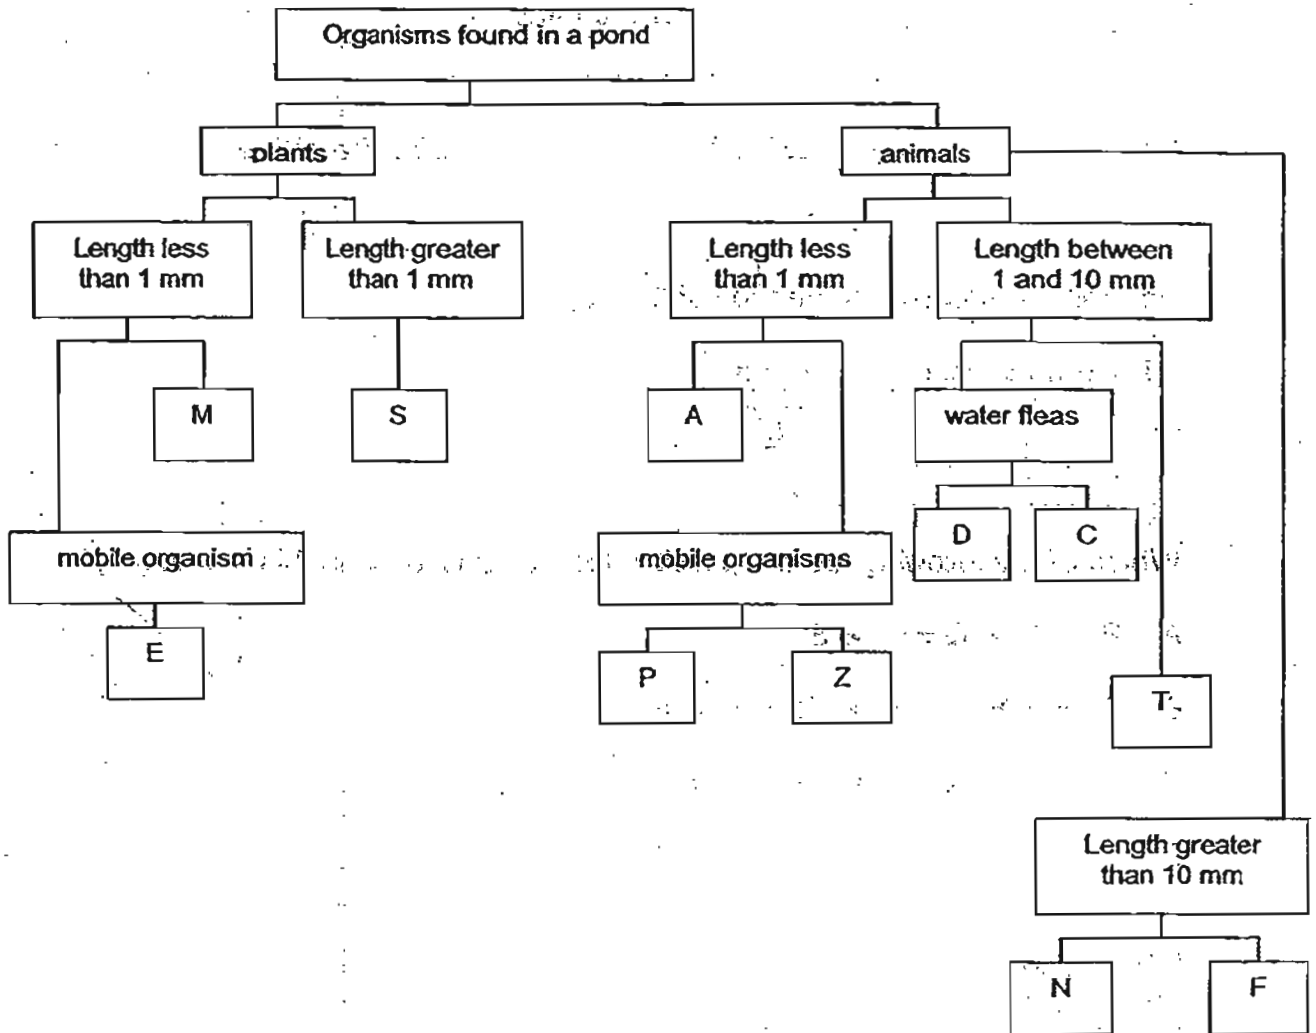 Organisms found in a pond
plants
animals
Length less
than 1 mm
Length greater
than 1 mm
Length less
than 1 mm
Length between
1 and 10 mm
M
S
A
water fleas
D
C
mobile organism
mobile organisms
E
P
Z
T
Length greater
than 10 mm
N
F